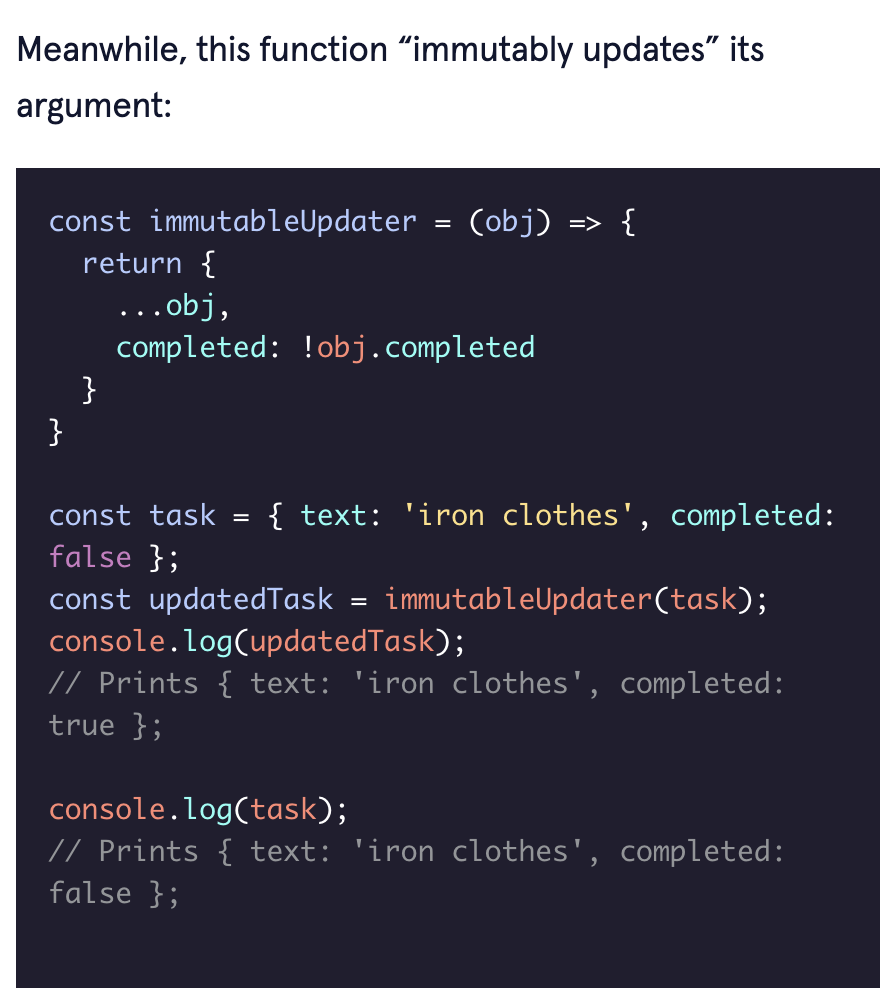 Meanwhile, this function “immutably updates” its
argument:
const immutableUpdater = (obj) => {
  return {
    ...obj,
    completed: !obj.completed
  }
}
const task = { text: 'iron clothes', completed:
false };
const updatedTask = immutableUpdater(task);
console.log(updatedTask);
// Prints { text: 'iron clothes', completed:
true };
console.log(task);
// Prints { text: 'iron clothes', completed:
false };